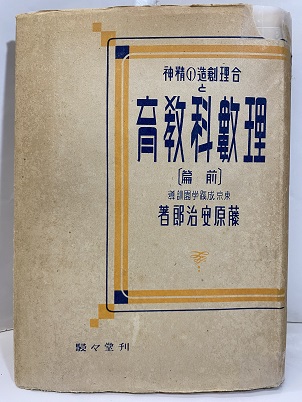 合理創造の精神
と
理數科教育
〔前篇〕
東京成蹊學園訓導
藤原安治郎著
駸々堂刊